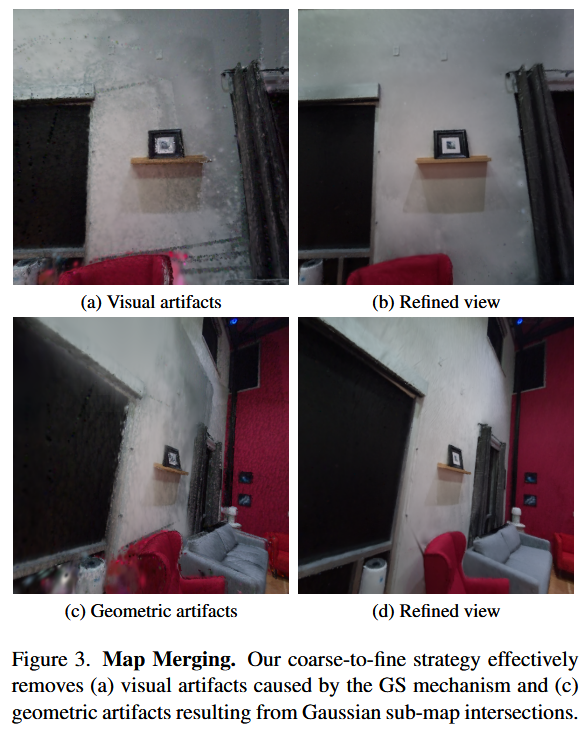 (a) Visual artifacts
(b) Refined view
(c) Geometric artifacts
(d) Refined view
Figure 3. Map Merging. Our coarse-to-fine strategy effectively
removes (a) visual artifacts caused by the GS mechanism and (c)
geometric artifacts resulting from Gaussian sub-map intersections.